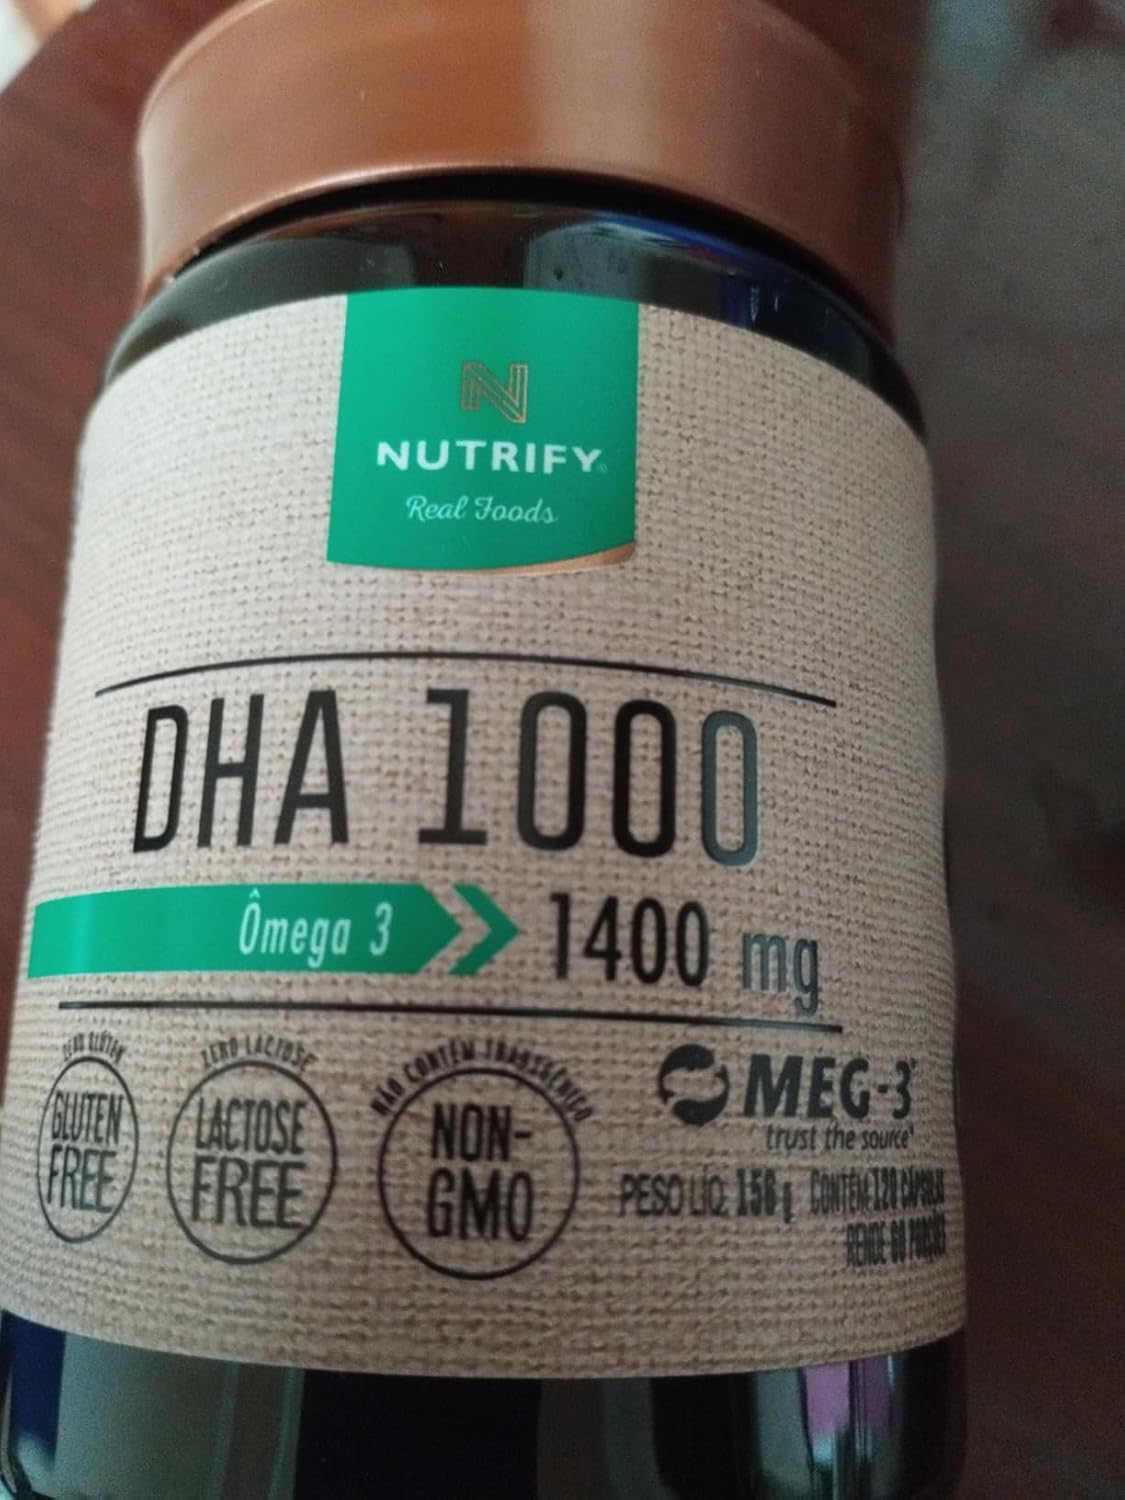 N
NUTRIFY
Real Foods
DHA 1000
Ômega 3 1400 mg
ZERO GLÚTEN
GLUTEN
FREE
ZERO LACTOSE
LACTOSE
FREE
NÃO CONTÉM TRANSGÊNICO
NON-
GMO
MEG-3®
trust the source®
PESO LÍQ. 156 g CONTÉM 120 CÁPSULAS
RENDE 60 PORÇÕES